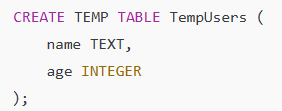 CREATE TEMP TABLE TempUsers (
    name TEXT,
    age INTEGER
);